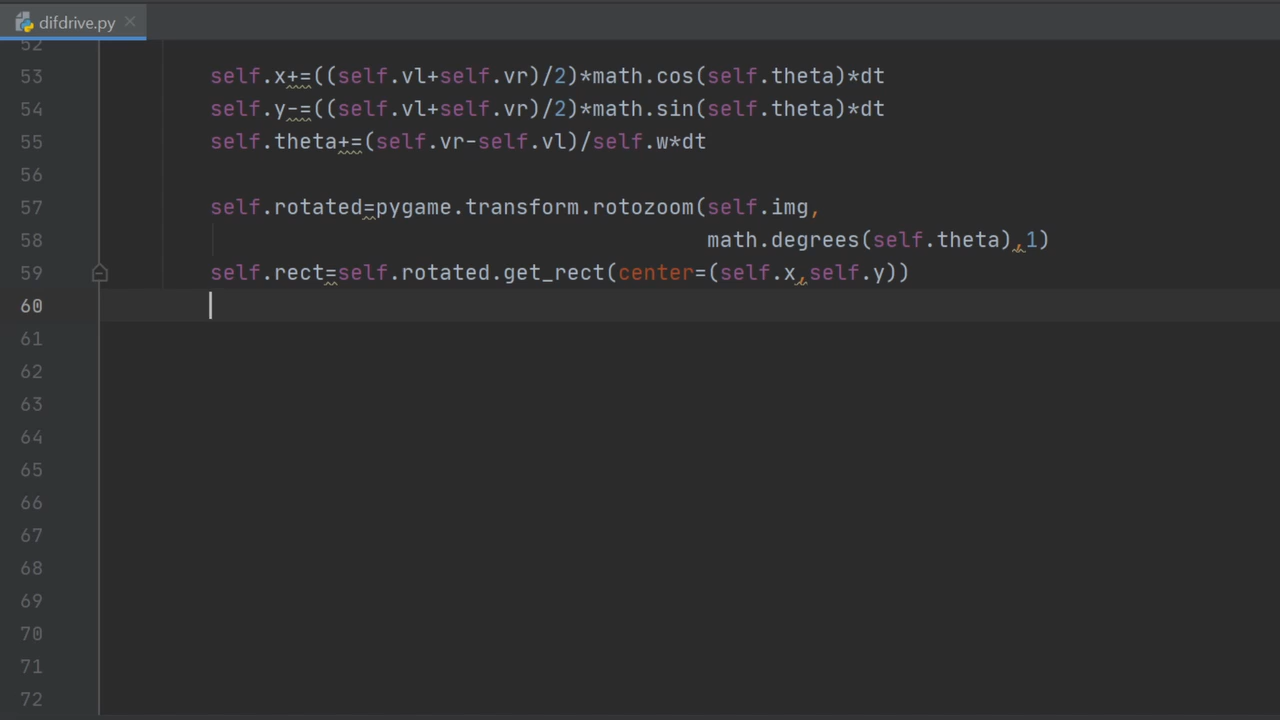 difdrive.py
52
53 self.x+=((self.vl+self.vr)/2)*math.cos(self.theta)*dt
54 self.y-=((self.vl+self.vr)/2)*math.sin(self.theta)*dt
55 self.theta+=(self.vr-self.vl)/self.w*dt
56
57 self.rotated=pygame.transform.rotozoom(self.img,
58 math.degrees(self.theta),1)
59 self.rect=self.rotated.get_rect(center=(self.x,self.y))
60
61
62
63
64
65
66
67
68
69
70
71
72